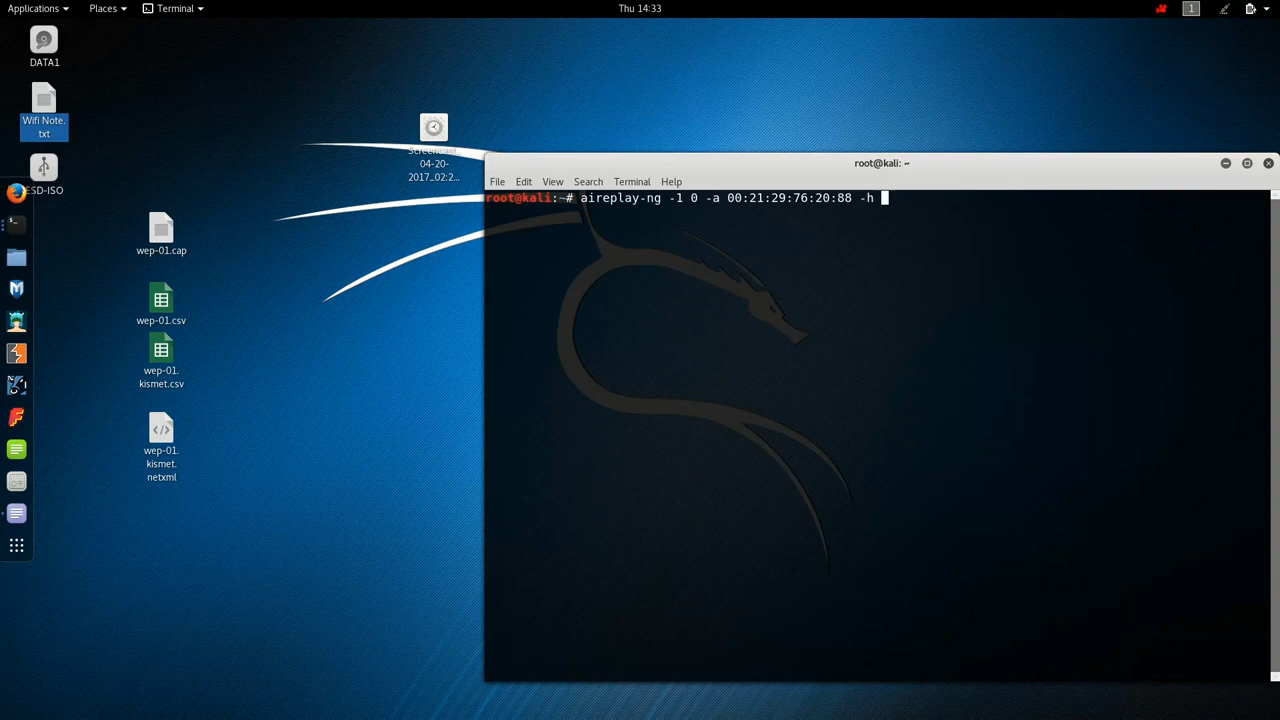 Applications Places Terminal Thu 14:33 1
DATA1
Wifi Note.
txt
ESD-ISO
04-20-
2017_02:2...
wep-01.cap
wep-01.csv
wep-01.
kismet.csv
wep-01.
kismet.
netxml
root@kali: ~
File Edit View Search Terminal Help
root@kali:~# aireplay-ng -1 0 -a 00:21:29:76:20:88 -h